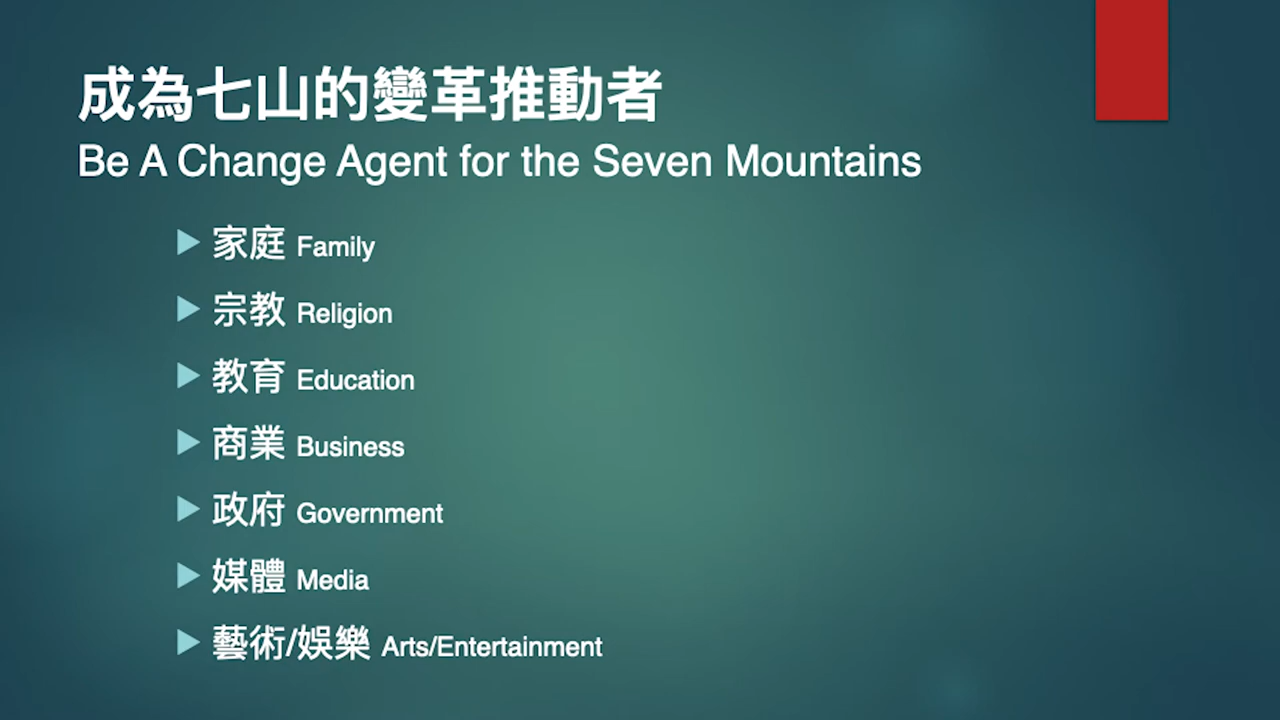 成為七山的變革推動者
Be A Change Agent for the Seven Mountains
家庭 Family
宗教 Religion
教育 Education
商業 Business
政府 Government
媒體 Media
藝術/娛樂 Arts/Entertainment